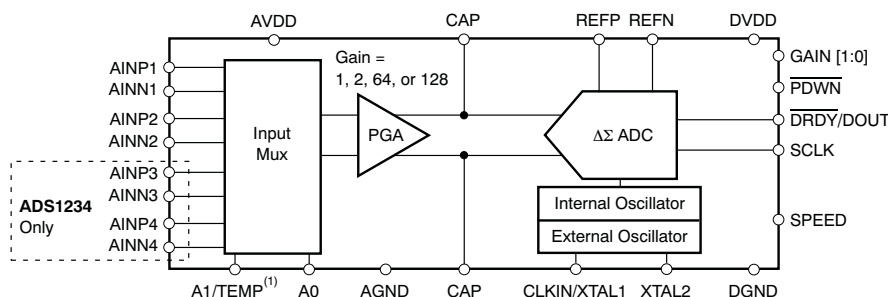 AVDD CAP REFP REFN DVDD
AINP1
AINN1
AINP2
AINN2
AINP3
AINN3
AINP4
AINN4
ADS1234
Only
Input
Mux
Gain =
1, 2, 64, or 128
PGA
ΔΣ ADC
Internal Oscillator
External Oscillator
GAIN [1:0]
PDWN
DRDY/DOUT
SCLK
SPEED
A1/TEMP(1) A0 AGND CAP CLKIN/XTAL1 XTAL2 DGND